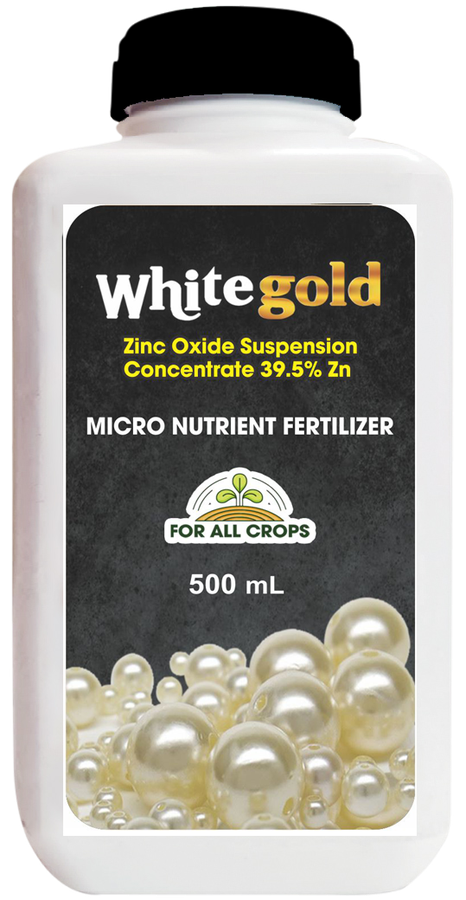 Whitegold
Zinc Oxide Suspension
Concentrate 39.5% Zn
MICRO NUTRIENT FERTILIZER
FOR ALL CROPS
500 mL